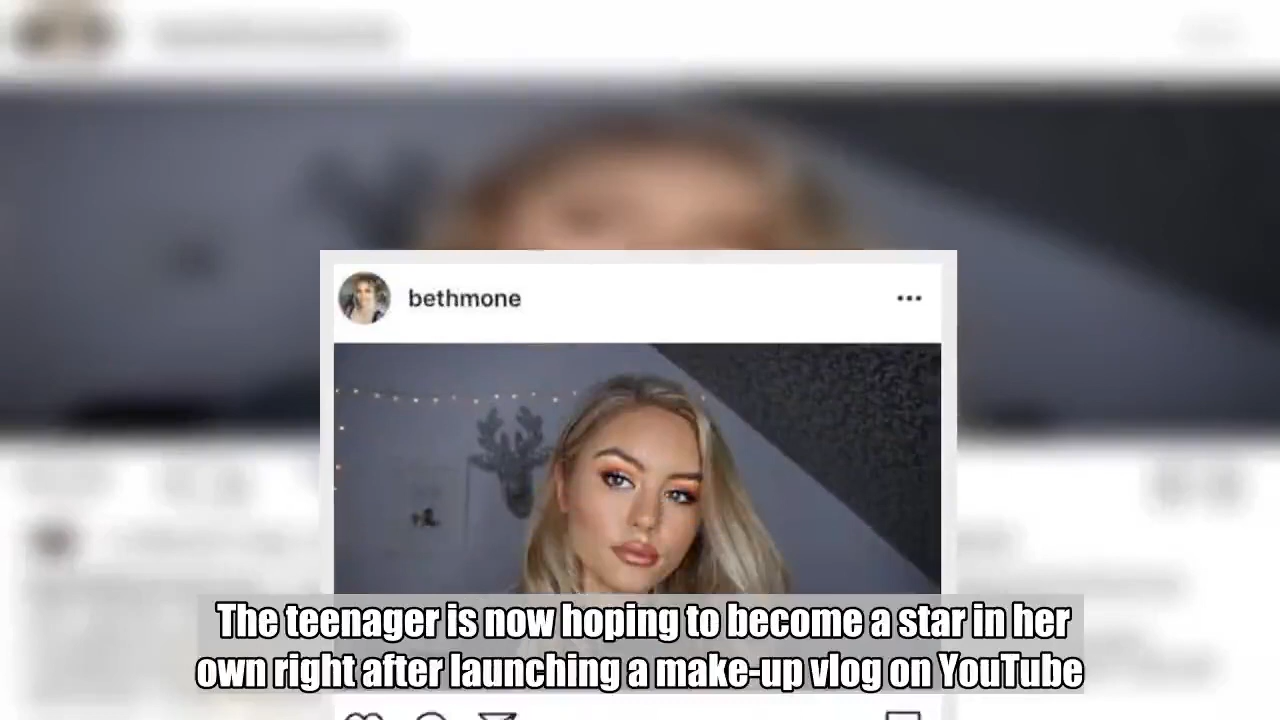 bethmone
The teenager is now hoping to become a star in her
own right after launching a make-up vlog on YouTube